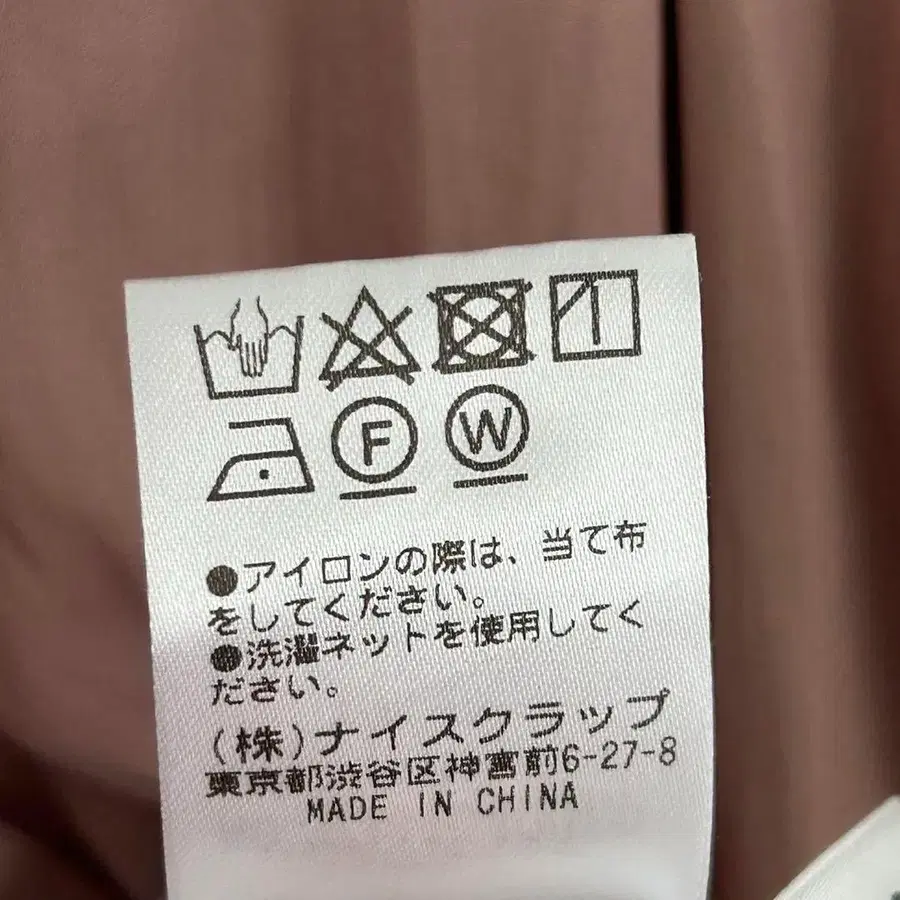 F W
●アイロンの際は、当て布
をしてください。
●洗濯ネットを使用してく
ださい。
(株)ナイスクラップ
東京都渋谷区神宮前6-27-8
MADE IN CHINA